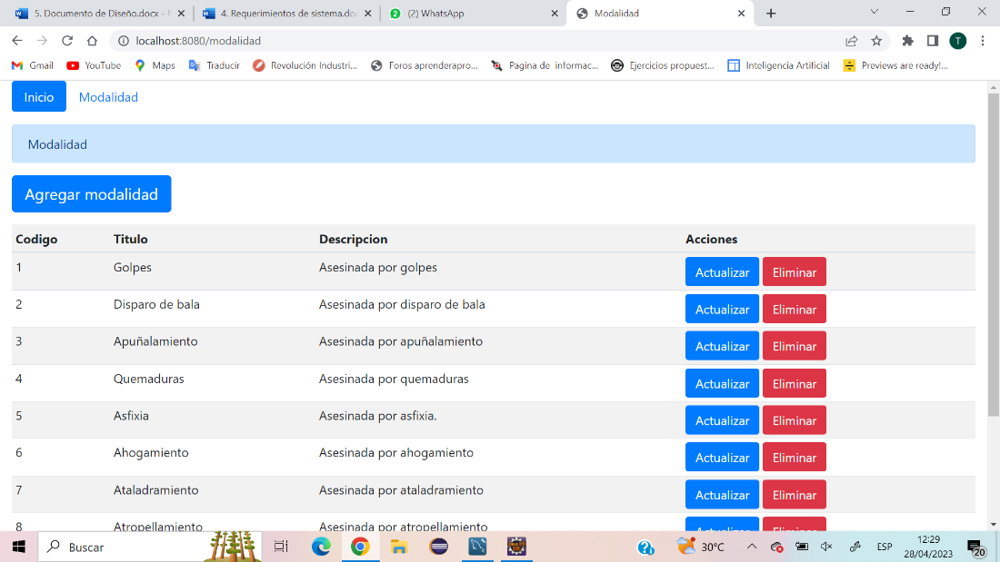 5. Documento de Diseño.docx -
4. Requerimientos de sistema.do
2 (2) WhatsApp
Modalidad
localhost:8080/modalidad
T
Gmail YouTube Maps Traducir Revolución Industri... Foros aprenderapro... Pagina de informac... Ejercicios propuest... Inteligencia Artificial Previews are ready!...
Inicio Modalidad
Modalidad
Agregar modalidad
Codigo Titulo Descripcion Acciones
1 Golpes Asesinada por golpes Actualizar Eliminar
2 Disparo de bala Asesinada por disparo de bala Actualizar Eliminar
3 Apuñalamiento Asesinada por apuñalamiento Actualizar Eliminar
4 Quemaduras Asesinada por quemaduras Actualizar Eliminar
5 Asfixia Asesinada por asfixia. Actualizar Eliminar
6 Ahogamiento Asesinada por ahogamiento Actualizar Eliminar
7 Ataladramiento Asesinada por ataladramiento Actualizar Eliminar
8 Atropellamiento Asesinada por atropellamiento Actualizar Eliminar
Buscar
30°C
ESP
12:29
28/04/2023
20